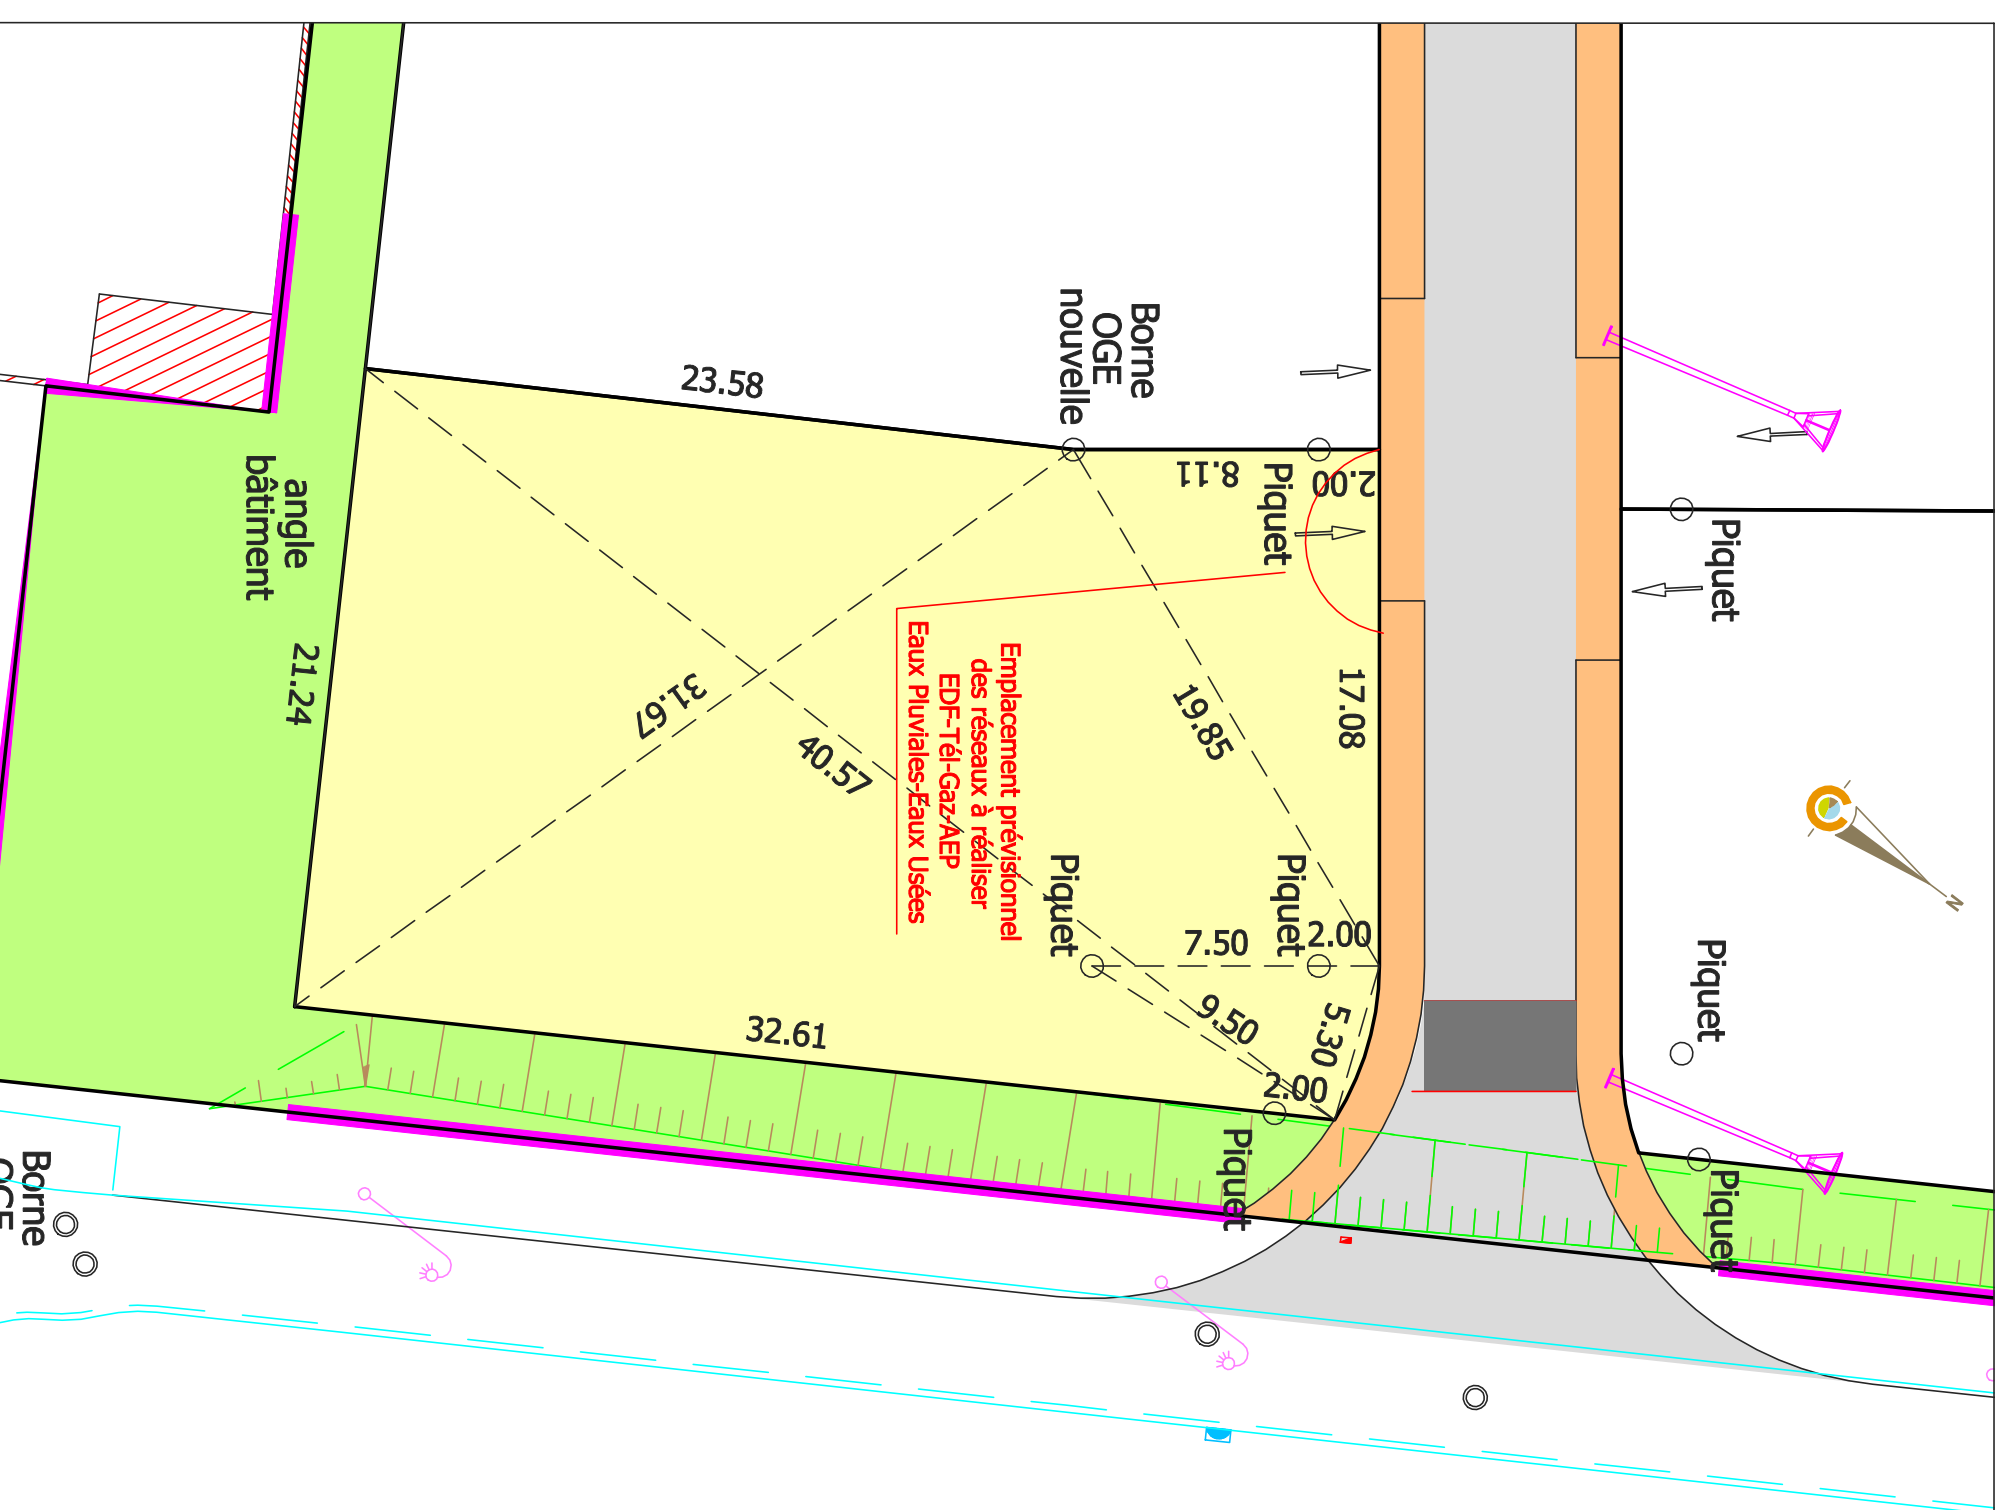 Borne
OGE
nouvelle
23.58
8.11
2.00
Piquet
Piquet
angle
bâtiment
21.24
31.67
40.57
19.85
17.08
Emplacement prévisionnel
des réseaux à réaliser
EDF-Tél-Gaz-AEP
Eaux Pluviales-Eaux Usées
Piquet
Piquet
7.50
2.00
9.50
5.30
2.00
32.61
Piquet
Piquet
Piquet
N
Borne
OGE